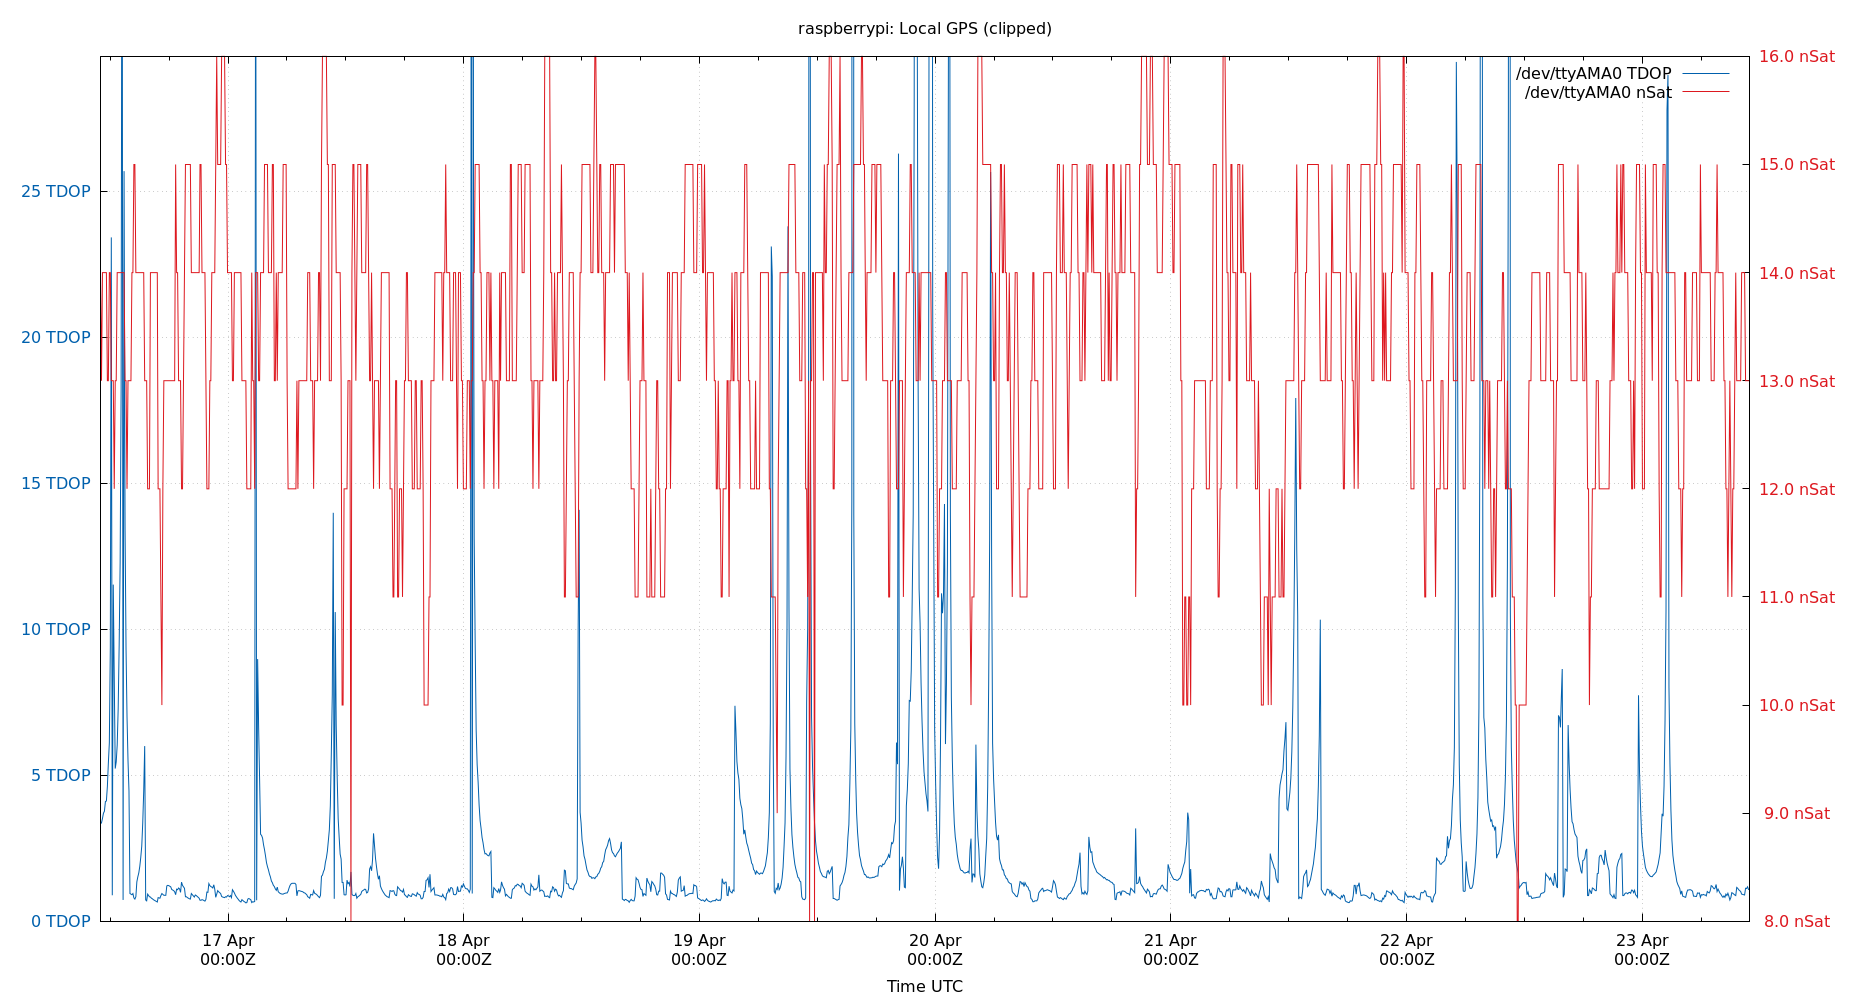 raspberrypi: Local GPS (clipped)
16.0 nSat
/dev/ttyAMA0 TDOP
/dev/ttyAMA0 nSat
15.0 nSat
25 TDOP
14.0 nSat
20 TDOP
13.0 nSat
15 TDOP
12.0 nSat
11.0 nSat
10 TDOP
10.0 nSat
5 TDOP
9.0 nSat
0 TDOP
8.0 nSat
17 Apr 18 Apr 19 Apr 20 Apr 21 Apr 22 Apr 23 Apr
00:00Z 00:00Z 00:00Z 00:00Z 00:00Z 00:00Z 00:00Z
Time UTC